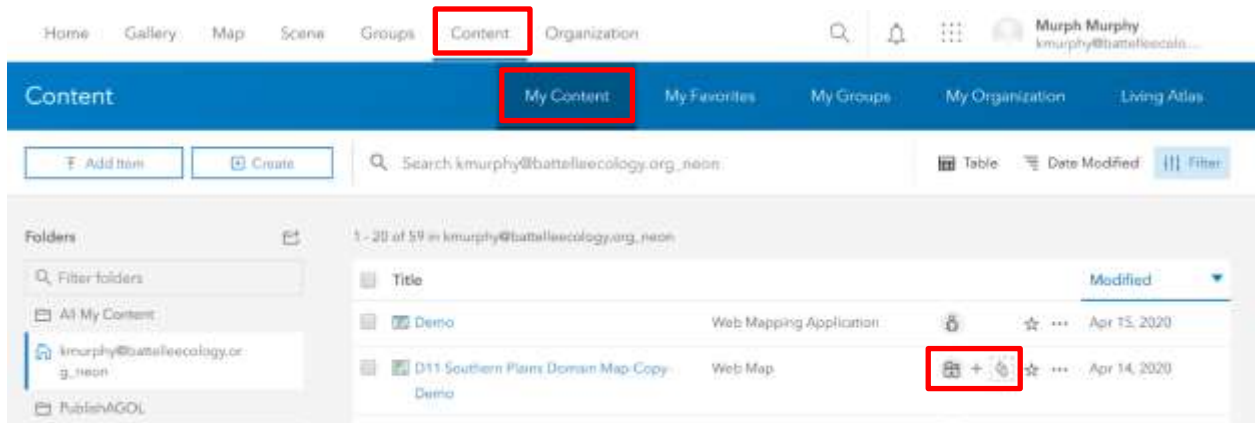 Home Gallery Map Scene Groups Content Organization Murph Murphy
kmurphy@battelleecolo...
Content My Content My Favorites My Groups My Organization Living Atlas
Add Item Create Search kmurphy@battelleecology.org_neon Table Date Modified Filter
Folders 1 - 20 of 59 in kmurphy@battelleecology.org_neon
Filter folders Title Modified
All My Content Demo Web Mapping Application Apr 15, 2020
kmurphy@battelleecology.or
g_neon
D11 Southern Plains Domain Map-Copy- Web Map Apr 14, 2020
Demo
PublishAGOL